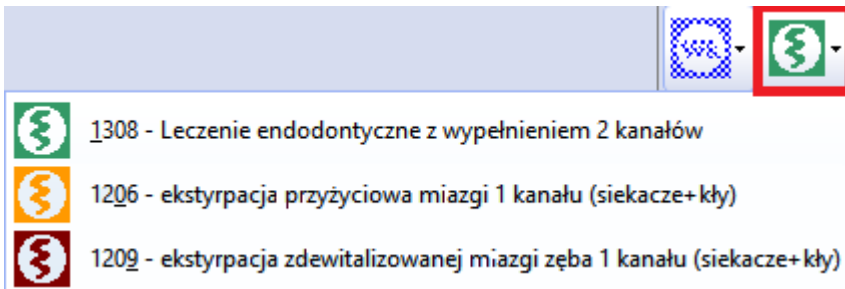 1308 - Leczenie endodontyczne z wypełnieniem 2 kanałów
1206 - ekstyrpacja przyżyciowa miazgi 1 kanału (siekacze+kły)
1209 - ekstyrpacja zdewitalizowanej miazgi zęba 1 kanału (siekacze+kły)